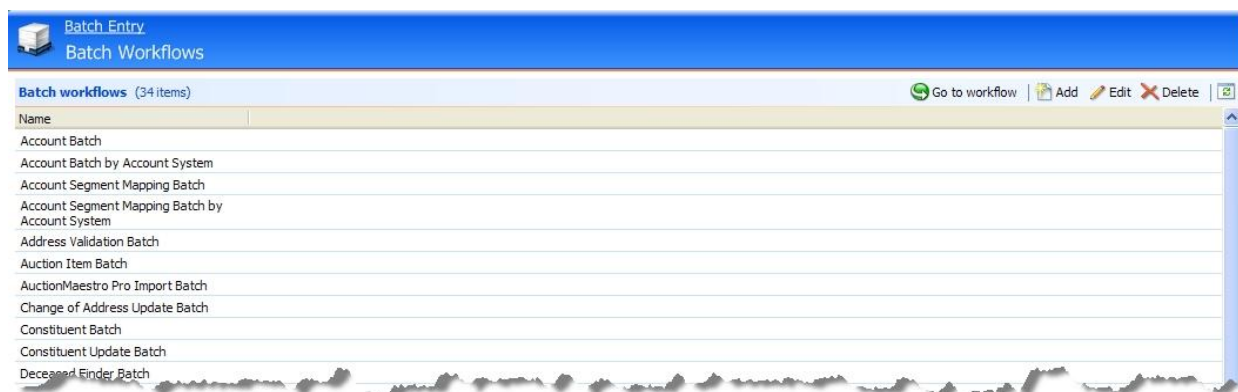 Batch Entry
Batch Workflows
Batch workflows (34 items)
Go to workflow Add Edit Delete
Name
Account Batch
Account Batch by Account System
Account Segment Mapping Batch
Account Segment Mapping Batch by
Account System
Address Validation Batch
Auction Item Batch
AuctionMaestro Pro Import Batch
Change of Address Update Batch
Constituent Batch
Constituent Update Batch
Deceased Finder Batch